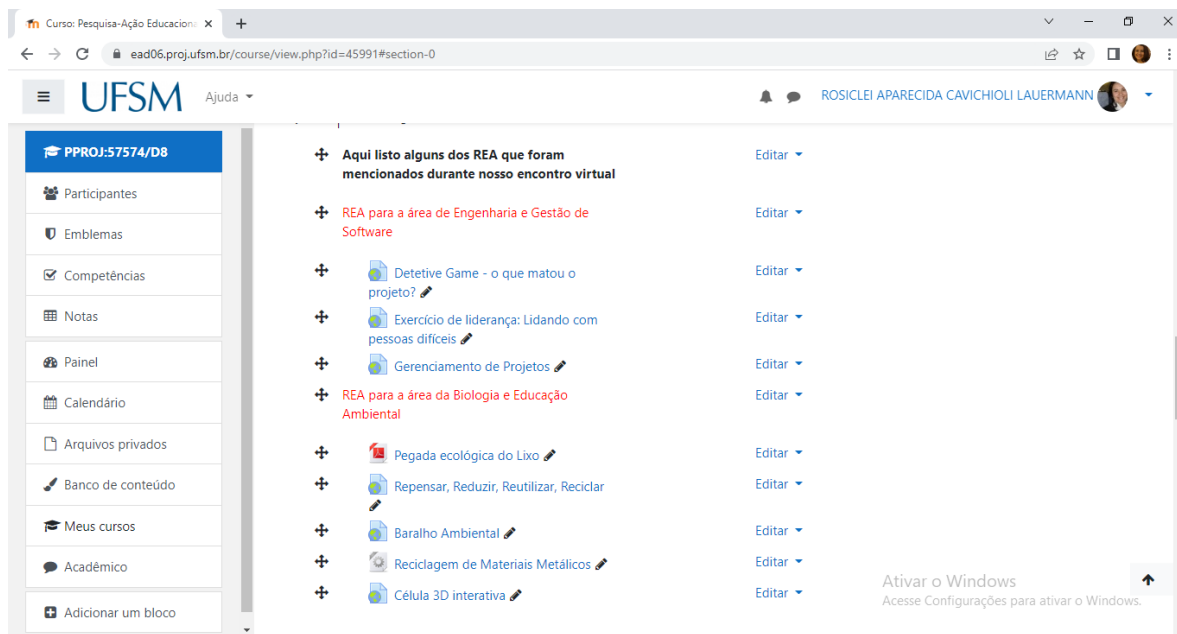 Curso: Pesquisa-Ação Educacion
ead06.proj.ufsm.br/course/view.php?id=45991#section-0
UFSM
Ajuda
ROSICLEI APARECIDA CAVICHIOLI LAUERMANN
PPROJ:57574/D8
Participantes
Emblemas
Competências
Notas
Painel
Calendário
Arquivos privados
Banco de conteúdo
Meus cursos
Acadêmico
Adicionar um bloco
Aqui listo alguns dos REA que foram
mencionados durante nosso encontro virtual
Editar
REA para a área de Engenharia e Gestão de
Software
Editar
Detetive Game - o que matou o
projeto?
Editar
Exercício de liderança: Lidando com
pessoas difíceis
Editar
Gerenciamento de Projetos
Editar
REA para a área da Biologia e Educação
Ambiental
Editar
Pegada ecológica do Lixo
Editar
Repensar, Reduzir, Reutilizar, Reciclar
Editar
Baralho Ambiental
Editar
Reciclagem de Materiais Metálicos
Editar
Célula 3D interativa
Editar
Ativar o Windows
Acesse Configurações para ativar o Windows.